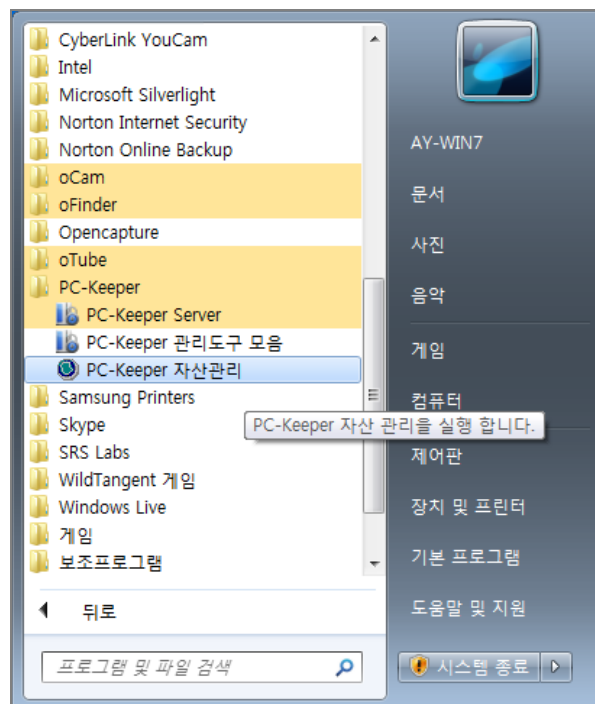 CyberLink YouCam
Intel
Microsoft Silverlight
Norton Internet Security
Norton Online Backup
oCam
oFinder
Opencapture
oTube
PC-Keeper
PC-Keeper Server
PC-Keeper 관리도구 모음
PC-Keeper 자산관리
Samsung Printers
Skype
SRS Labs
WildTangent 게임
Windows Live
게임
보조프로그램
뒤로
프로그램 및 파일 검색
PC-Keeper 자산 관리을 실행 합니다.
AY-WIN7
문서
사진
음악
게임
컴퓨터
제어판
장치 및 프린터
기본 프로그램
도움말 및 지원
시스템 종료